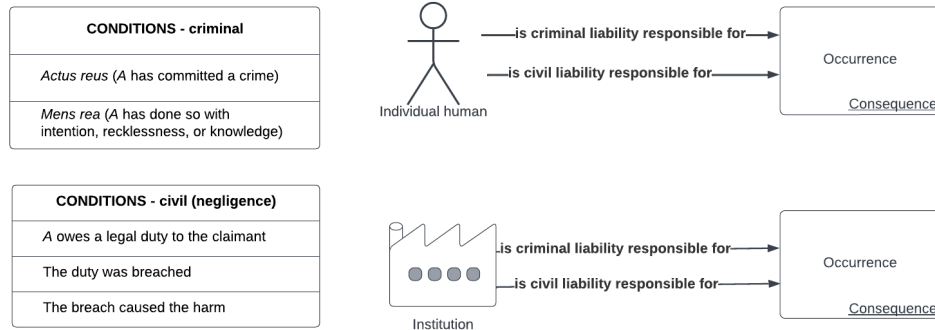 CONDITIONS - criminal
Actus reus (A has committed a crime)
Mens rea (A has done so with
intention, recklessness, or knowledge)
is criminal liability responsible for
is civil liability responsible for
Individual human
Occurrence
Consequence
CONDITIONS - civil (negligence)
A owes a legal duty to the claimant
The duty was breached
The breach caused the harm
is criminal liability responsible for
is civil liability responsible for
Institution
Occurrence
Consequence